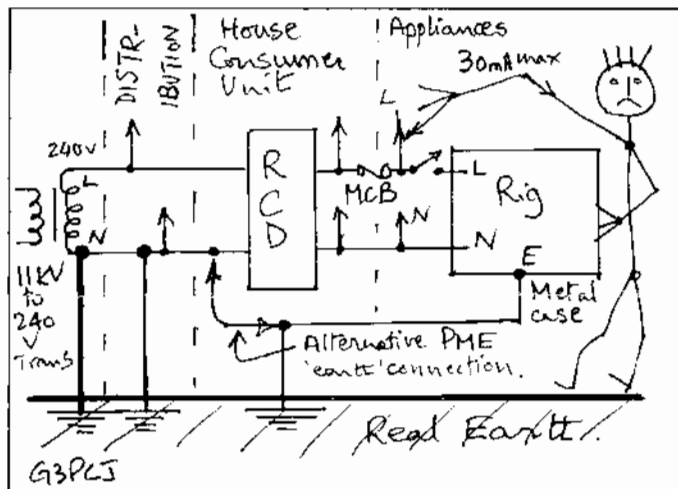 DISTR-
IBUTION
House
Consumer
Unit
Appliances
30mA max
L
240v
L
N
R
C
D
MCB
L
N
N
Rig
E
Metal
case
11KV
to
240
V
Trans
Alternative PME
'earth' connection.
Real Earth.
G3PCJ